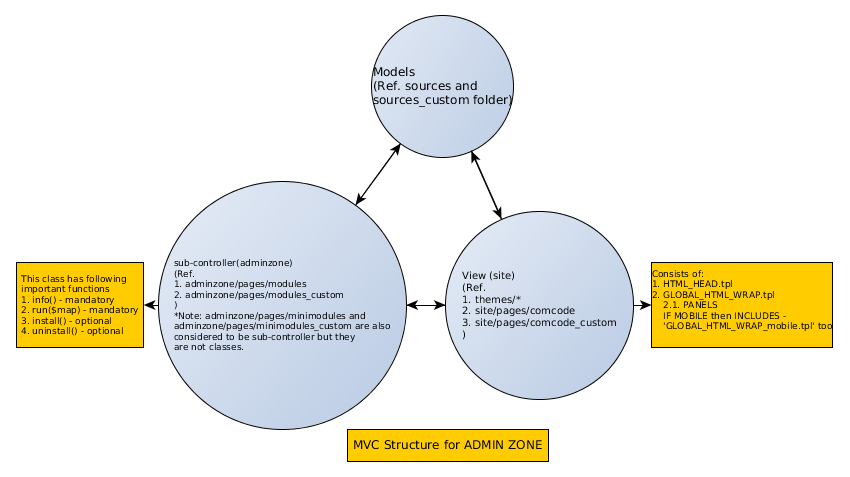 Models
(Ref. sources and
sources_custom folder)
sub-controller(adminzone)
(Ref.
1. adminzone/pages/modules
2. adminzone/pages/modules_custom
)
*Note: adminzone/pages/minimodules and
adminzone/pages/minimodules_custom are also
considered to be sub-controller but they
are not classes.
View (site)
(Ref.
1. themes/*
2. site/pages/comcode
3. site/pages/comcode_custom
)
This class has following
important functions
1. info() - mandatory
2. run($map) - mandatory
3. install() - optional
4. uninstall() - optional
Consists of:
1. HTML_HEAD.tpl
2. GLOBAL_HTML_WRAP.tpl
2.1. PANELS
IF MOBILE then INCLUDES -
'GLOBAL_HTML_WRAP_mobile.tpl' too
MVC Structure for ADMIN ZONE